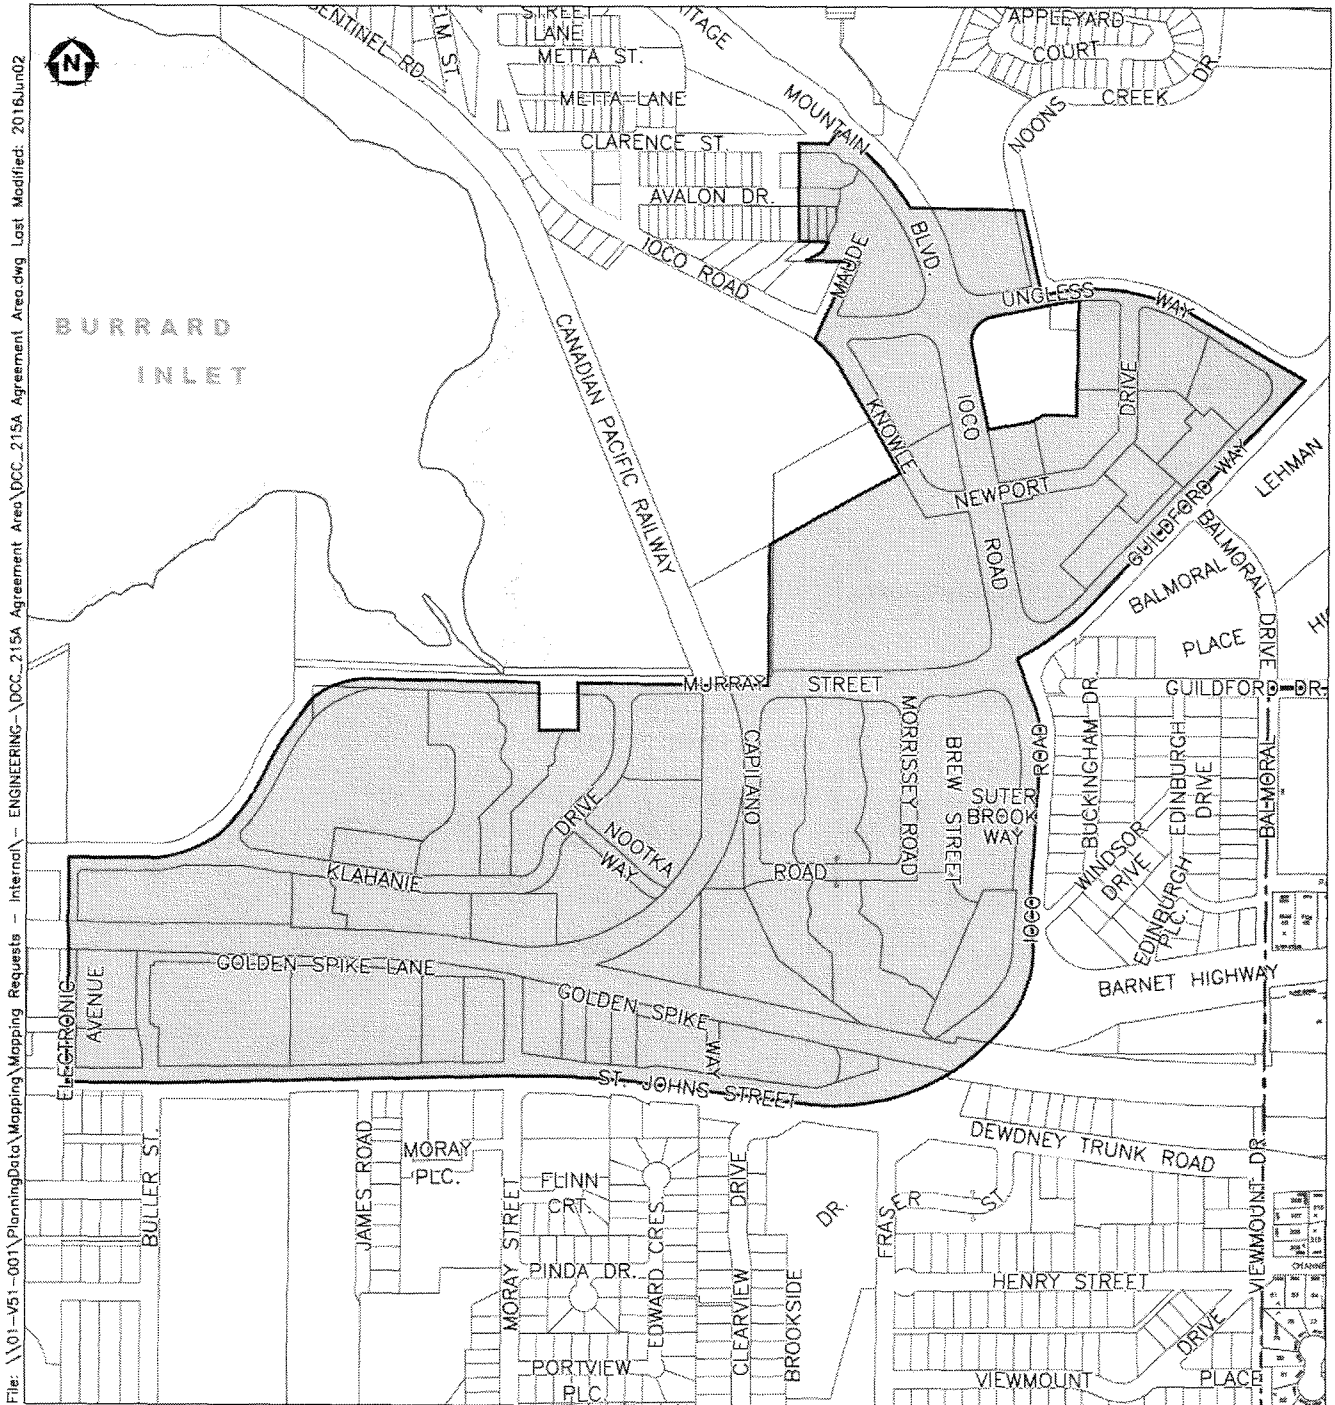 File: \\01-V51-001\PlanningData\Mapping\Mapping Requests - Internal\- ENGINEERING-\DCC_215A Agreement Area\DCC_215A Agreement Area.dwg Last Modified: 2016Jun02
N
SENTINEL RD.
ELM ST.
STREET
LANE
METTA ST.
METTA LANE
CLARENCE ST.
AVALON DR.
IOCO ROAD
MOUNTAIN
BLVD.
MAUDE
APPLEYARD
COURT
NOONS
CREEK
DR.
UNGLESS
WAY
BURRARD
INLET
CANADIAN PACIFIC RAILWAY
KNOWLE
IOCO
ROAD
DRIVE
NEWPORT
GUILDFORD WAY
LEHMAN
BALMORAL
DRIVE
BALMORAL
PLACE
GUILDFORD DR.
MURRAY
STREET
CAPILANO
ROAD
MORRISSEY ROAD
BREW STREET
SUTER
BROOK
WAY
IOCO
ROAD
BUCKINGHAM DR.
EDINBURGH
DRIVE
BALMORAL
WINDSOR
DRIVE
EDINBURGH
PLC.
DRIVE
NOOTKA
WAY
KLAHANIE
GOLDEN SPIKE LANE
GOLDEN SPIKE
WAY
BARNET HIGHWAY
ELECTRONIC
AVENUE
ST. JOHNS STREET
DEWDNEY TRUNK ROAD
BULLER ST.
JAMES ROAD
MORAY
PLC.
MORAY STREET
FLINN
CRT.
PINDA DR.
PORTVIEW
PLC.
EDWARD CRES.
CLEARVIEW
DRIVE
BROOKSIDE
DR.
FRASER
ST.
HENRY STREET
VIEWMOUNT DR.
DRIVE
VIEWMOUNT
PLACE